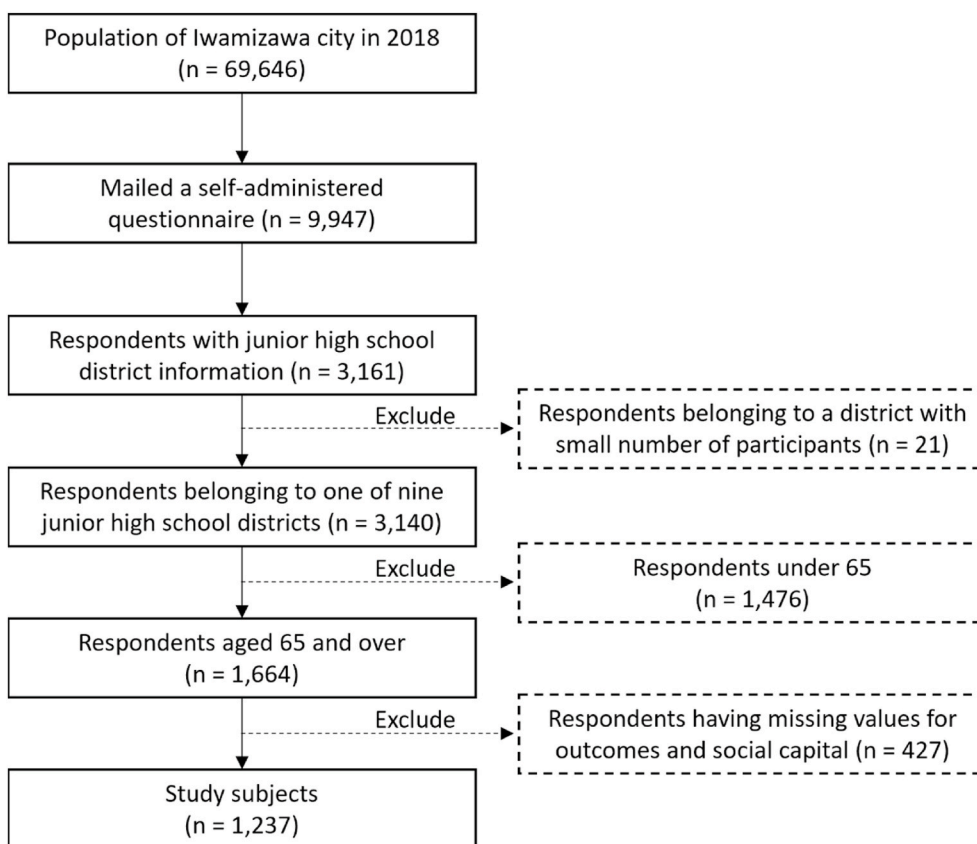 Population of Iwamizawa city in 2018
(n = 69,646)
Mailed a self-administered
questionnaire (n = 9,947)
Respondents with junior high school
district information (n = 3,161)
Exclude
Respondents belonging to a district with
small number of participants (n = 21)
Respondents belonging to one of nine
junior high school districts (n = 3,140)
Exclude
Respondents under 65
(n = 1,476)
Respondents aged 65 and over
(n = 1,664)
Exclude
Respondents having missing values for
outcomes and social capital (n = 427)
Study subjects
(n = 1,237)